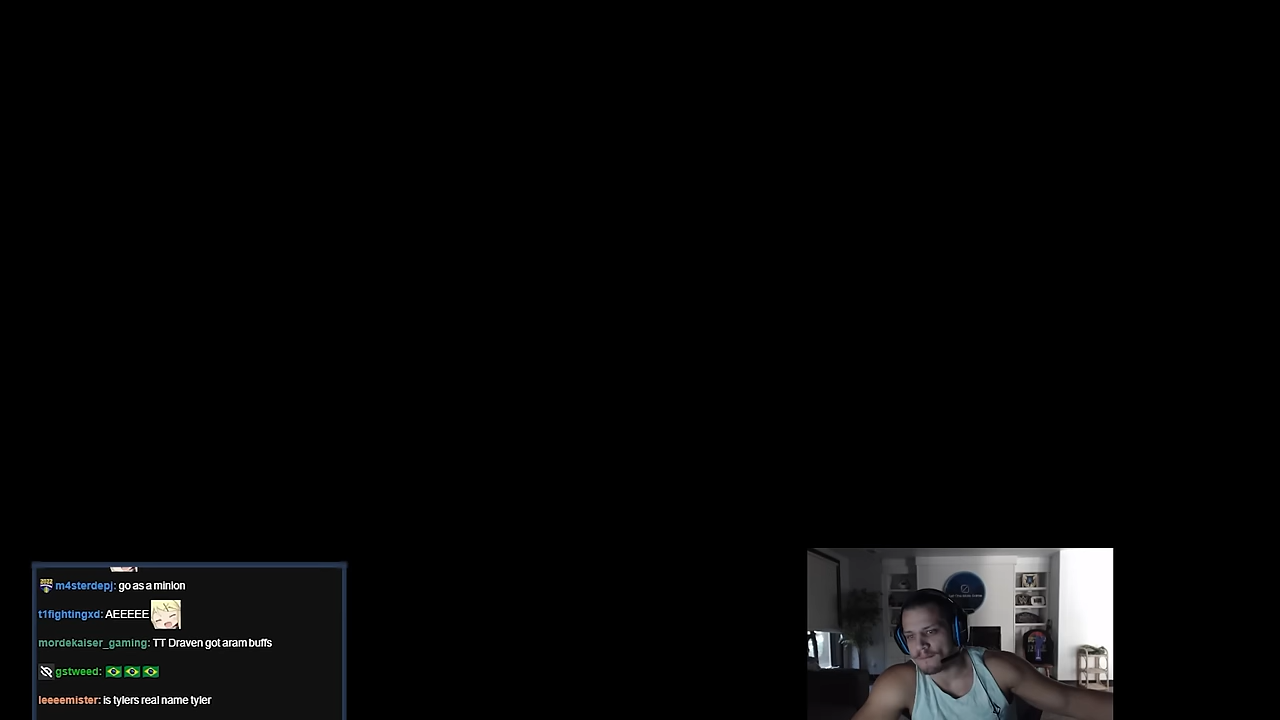 m4sterdepj: go as a minion
t1fightingxd: AEEEEE
mordekaiser_gaming: TT Draven got aram buffs
gstweed:
leeeemister: is tylers real name tyler